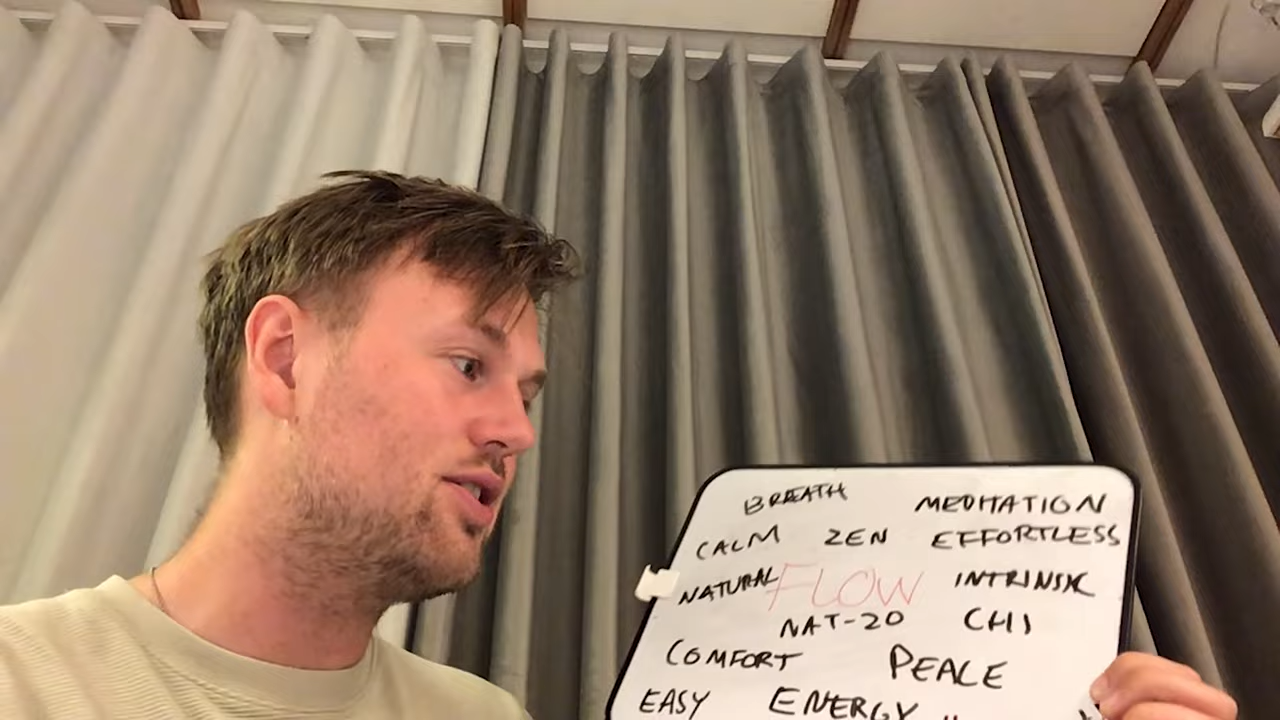 BREATH MEDITATION
CALM ZEN EFFORTLESS
NATURAL FLOW INTRINSIC
NAT-20 CHI
COMFORT PEACE
EASY ENERGY